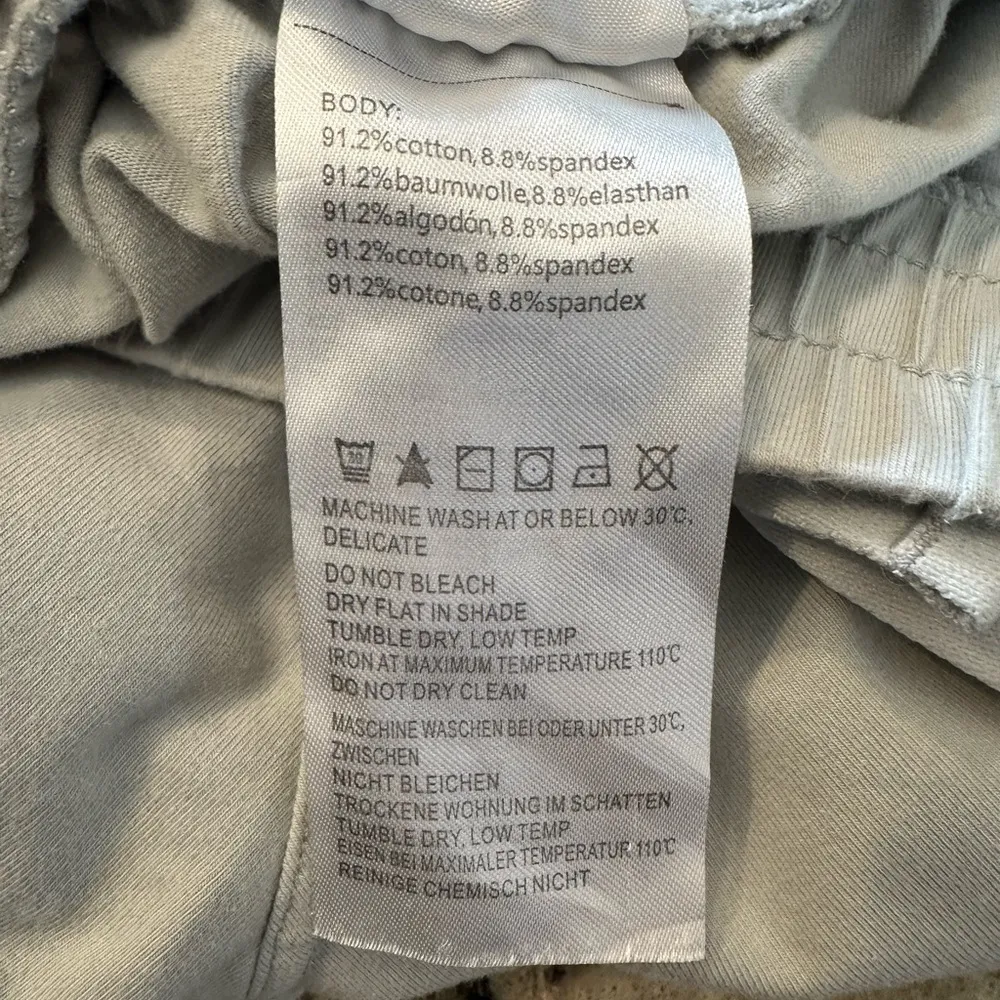 BODY:
91.2%cotton,8.8%spandex
91.2%baumwolle,8.8%elasthan
91.2%algodón,8.8%spandex
91.2%coton, 8.8%spandex
91.2%cotone, 8.8%spandex
30
MACHINE WASH AT OR BELOW 30℃,
DELICATE
DO NOT BLEACH
DRY FLAT IN SHADE
TUMBLE DRY, LOW TEMP
IRON AT MAXIMUM TEMPERATURE 110℃
DO NOT DRY CLEAN
MASCHINE WASCHEN BEI ODER UNTER 30℃,
ZWISCHEN
NICHT BLEICHEN
TROCKENE WOHNUNG IM SCHATTEN
TUMBLE DRY, LOW TEMP
EISEN BEI MAXIMALER TEMPERATUR 110℃
REINIGE CHEMISCH NICHT